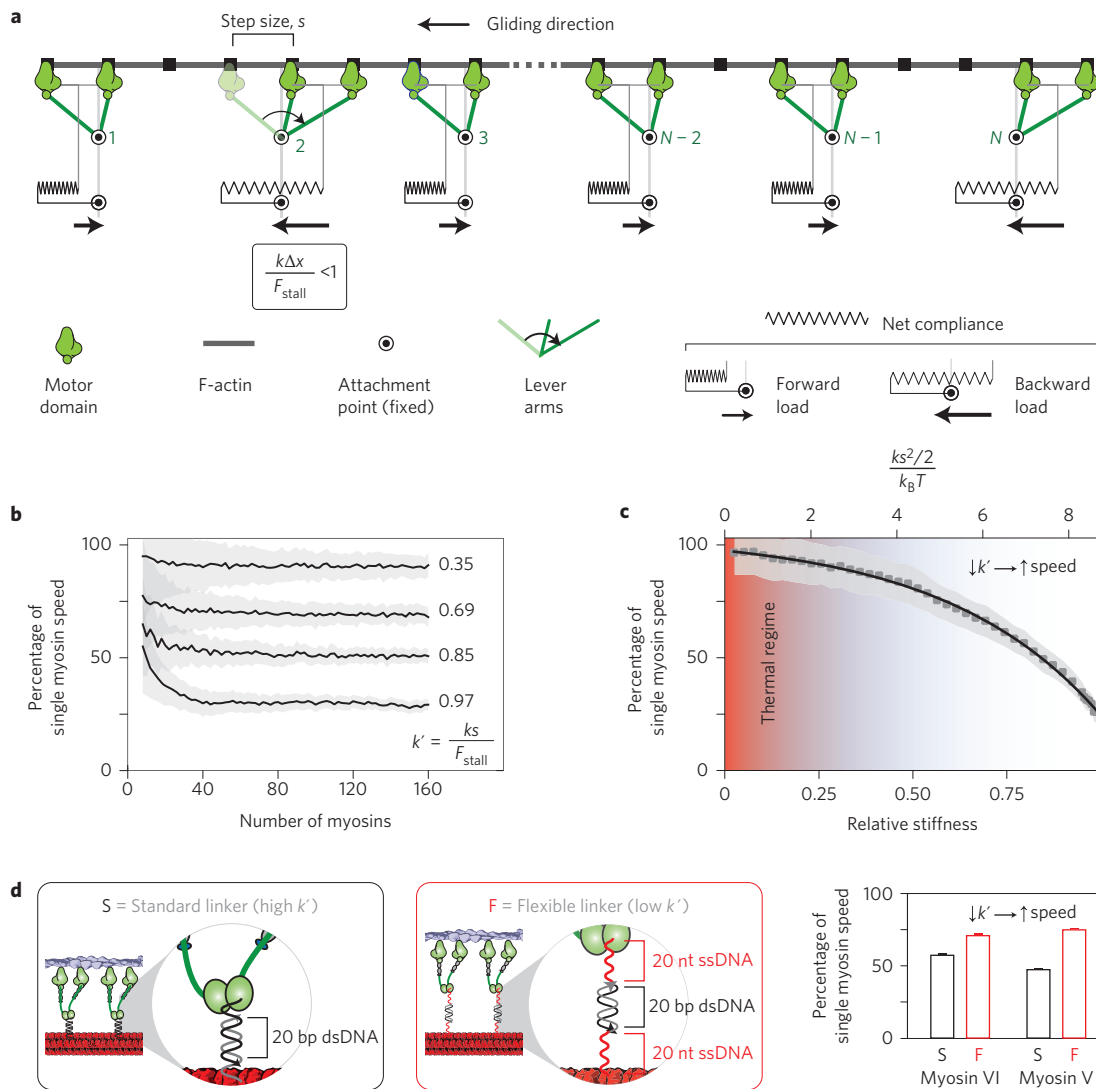 a
Step size, s
Gliding direction
1
2
3
N – 2
N – 1
N
kΔx
F_stall
<1
Net compliance
Motor
domain
F-actin
Attachment
point (fixed)
Lever
arms
Forward
load
Backward
load
b
Percentage of
single myosin speed
100
50
0
0.35
0.69
0.85
0.97
k' = ks
F_stall
0 40 80 120 160
Number of myosins
c
ks²/2
k_BT
0 2 4 6 8
Percentage of
single myosin speed
100
50
0
↓k' → ↑ speed
Thermal regime
0 0.25 0.50 0.75
Relative stiffness
d
S = Standard linker (high k')
20 bp dsDNA
F = Flexible linker (low k')
20 nt ssDNA
20 bp dsDNA
20 nt ssDNA
Percentage of
single myosin speed
100
50
0
↓k' → ↑ speed
S F S F
Myosin VI Myosin V